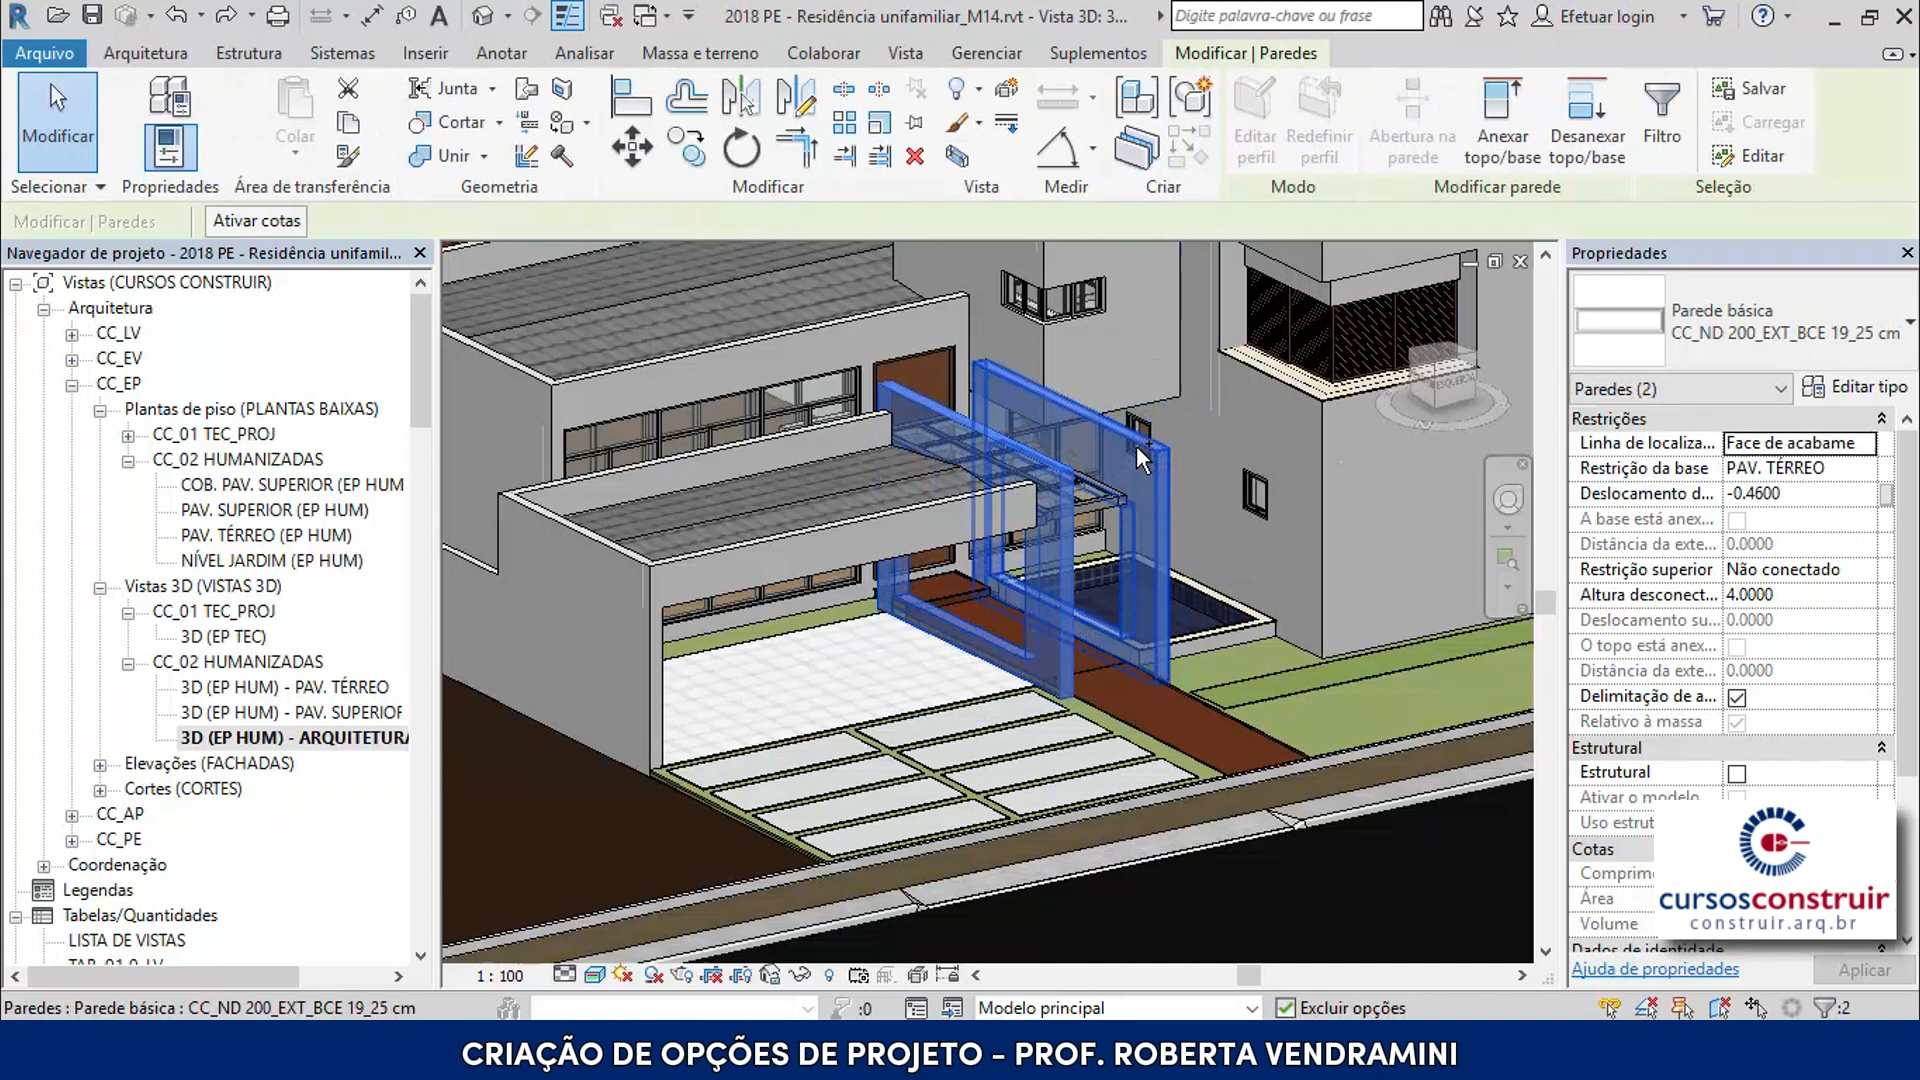 2018 PE - Residência unifamiliar_M14.rvt - Vista 3D: 3...
Digite palavra-chave ou frase
Efetuar login
Arquivo
Arquitetura
Estrutura
Sistemas
Inserir
Anotar
Analisar
Massa e terreno
Colaborar
Vista
Gerenciar
Suplementos
Modificar | Paredes
Modificar
Colar
Junta
Cortar
Unir
Editar perfil
Redefinir perfil
Abertura na parede
Anexar topo/base
Desanexar topo/base
Filtro
Salvar
Carregar
Editar
Selecionar
Propriedades
Área de transferência
Geometria
Modificar
Vista
Medir
Criar
Modo
Modificar parede
Seleção
Modificar | Paredes
Ativar cotas
Navegador de projeto - 2018 PE - Residência unifamil...
Vistas (CURSOS CONSTRUIR)
Arquitetura
CC_LV
CC_EV
CC_EP
Plantas de piso (PLANTAS BAIXAS)
CC_01 TEC_PROJ
CC_02 HUMANIZADAS
COB. PAV. SUPERIOR (EP HUM
PAV. SUPERIOR (EP HUM)
PAV. TÉRREO (EP HUM)
NÍVEL JARDIM (EP HUM)
Vistas 3D (VISTAS 3D)
CC_01 TEC_PROJ
3D (EP TEC)
CC_02 HUMANIZADAS
3D (EP HUM) - PAV. TÉRREO
3D (EP HUM) - PAV. SUPERIOR
3D (EP HUM) - ARQUITETURA
Elevações (FACHADAS)
Cortes (CORTES)
CC_AP
CC_PE
Coordenação
Legendas
Tabelas/Quantidades
LISTA DE VISTAS
Propriedades
Parede básica
CC_ND 200_EXT_BCE 19_25 cm
Paredes (2)
Editar tipo
Restrições
Linha de localiza... Face de acabame
Restrição da base PAV. TÉRREO
Deslocamento d... -0.4600
A base está anex...
Distância da exte... 0.0000
Restrição superior Não conectado
Altura desconect... 4.0000
Deslocamento su... 0.0000
O topo está anex...
Distância da exte... 0.0000
Delimitação de a...
Relativo à massa
Estrutural
Estrutural
Ativar o modelo
Uso estrut
Cotas
Comprim
Área
Volume
Dados de identidade
Ajuda de propriedades
Aplicar
cursosconstruir
construir.arq.br
1 : 100
Paredes : Parede básica : CC_ND 200_EXT_BCE 19_25 cm
:0
Modelo principal
Excluir opções
:2
CRIAÇÃO DE OPÇÕES DE PROJETO - PROF. ROBERTA VENDRAMINI